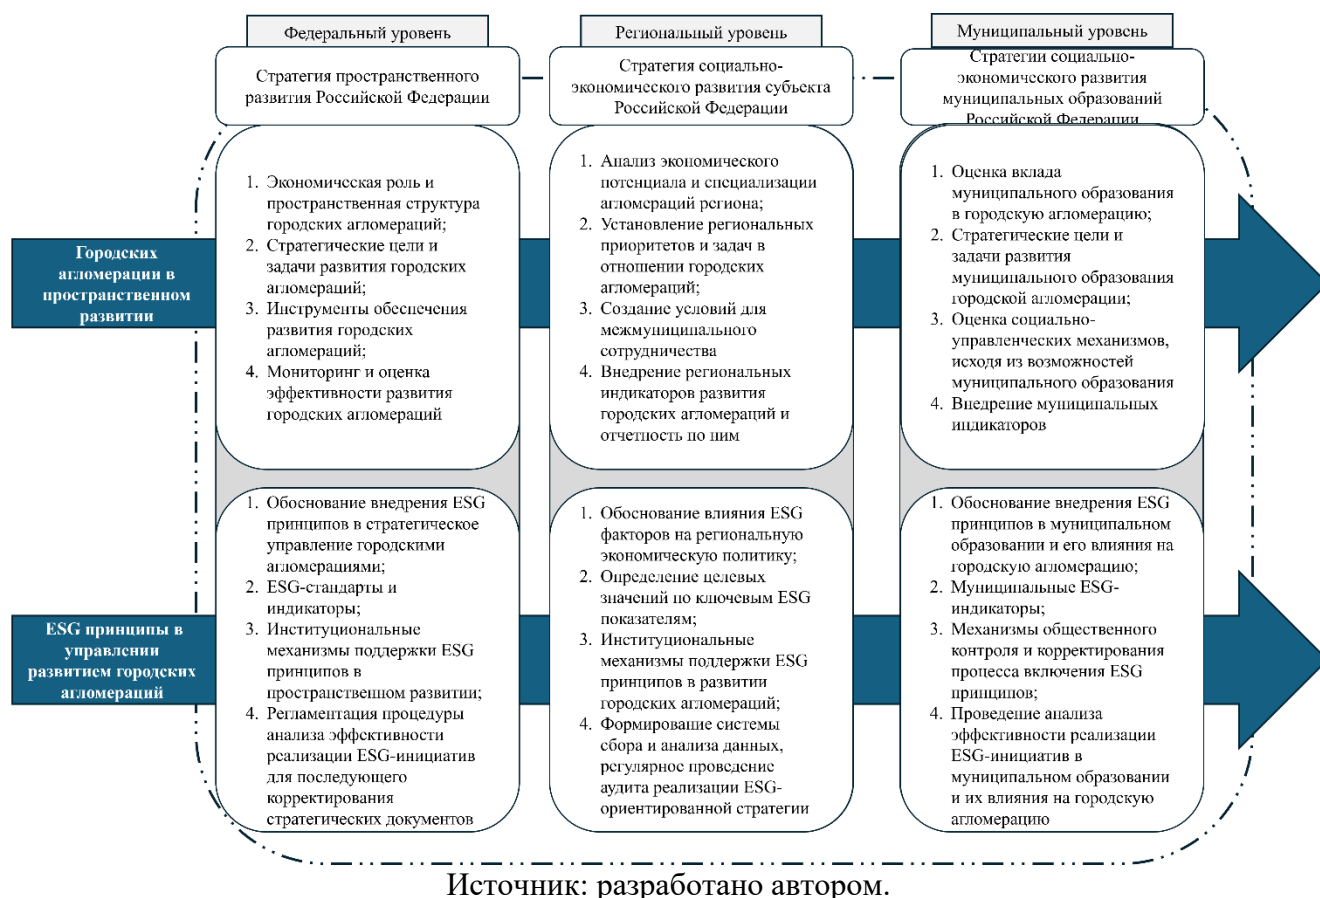 Федеральный уровень
Региональный уровень
Муниципальный уровень
Стратегия пространственного
развития Российской Федерации
Стратегия социально-
экономического развития субъекта
Российской Федерации
Стратегии социально-
экономического развития
муниципальных образований
Российской Федерации
Городских
агломерации в
пространственном
развитии
1. Экономическая роль и
пространственная структура
городских агломераций;
2. Стратегические цели и
задачи развития городских
агломераций;
3. Инструменты обеспечения
развития городских
агломераций;
4. Мониторинг и оценка
эффективности развития
городских агломераций
1. Анализ экономического
потенциала и специализации
агломераций региона;
2. Установление региональных
приоритетов и задач в
отношении городских
агломераций;
3. Создание условий для
межмуниципального
сотрудничества
4. Внедрение региональных
индикаторов развития
городских агломераций и
отчетность по ним
1. Оценка вклада
муниципального образования
в городскую агломерацию;
2. Стратегические цели и
задачи развития
муниципального образования
городской агломерации;
3. Оценка социально-
управленческих механизмов,
исходя из возможностей
муниципального образования
4. Внедрение муниципальных
индикаторов
ESG принципы в
управлении
развитием городских
агломераций
1. Обоснование внедрения ESG
принципов в стратегическое
управление городскими
агломерациями;
2. ESG-стандарты и
индикаторы;
3. Институциональные
механизмы поддержки ESG
принципов в
пространственном развитии;
4. Регламентация процедуры
анализа эффективности
реализации ESG-инициатив
для последующего
корректирования
стратегических документов
1. Обоснование влияния ESG
факторов на региональную
экономическую политику;
2. Определение целевых
значений по ключевым ESG
показателям;
3. Институциональные
механизмы поддержки ESG
принципов в развитии
городских агломераций;
4. Формирование системы
сбора и анализа данных,
регулярное проведение
аудита реализации ESG-
ориентированной стратегии
1. Обоснование внедрения ESG
принципов в муниципальном
образовании и его влияния на
городскую агломерацию;
2. Муниципальные ESG-
индикаторы;
3. Механизмы общественного
контроля и корректирования
процесса включения ESG
принципов;
4. Проведение анализа
эффективности реализации
ESG-инициатив в
муниципальном образовании
и их влияния на городскую
агломерацию
Источник: разработано автором.